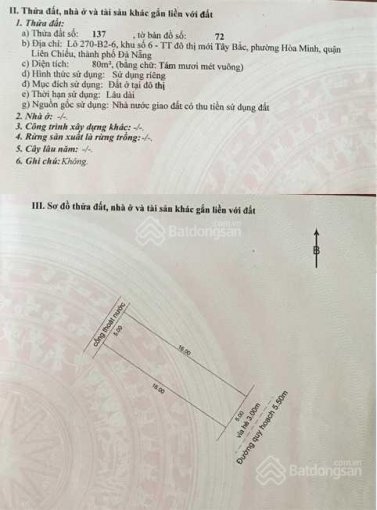 II. Thửa đất, nhà ở và tài sản khác gắn liền với đất
1. Thửa đất:
a) Thửa đất số: 137 , tờ bản đồ số: 72
b) Địa chỉ: Lô 270-B2-6, khu số 6 - TT đô thị mới Tây Bắc, phường Hòa Minh, quận
Liên Chiểu, thành phố Đà Nẵng
c) Diện tích: 80m², (bằng chữ: Tám mươi mét vuông)
d) Hình thức sử dụng: Sử dụng riêng
đ) Mục đích sử dụng: Đất ở tại đô thị
e) Thời hạn sử dụng: Lâu dài
g) Nguồn gốc sử dụng: Nhà nước giao đất có thu tiền sử dụng đất
2. Nhà ở: -/-.
3. Công trình xây dựng khác: -/-.
4. Rừng sản xuất là rừng trồng: -/-.
5. Cây lâu năm: -/-.
6. Ghi chú: Không.
III. Sơ đồ thửa đất, nhà ở và tài sản khác gắn liền với đất
Batdongsan
.com.vn
B
cống thoát nước
5.00
16.00
16.00
5.00
vỉa hè 3.00m
Đường quy hoạch 5.50m
Batdongsan
.com.vn